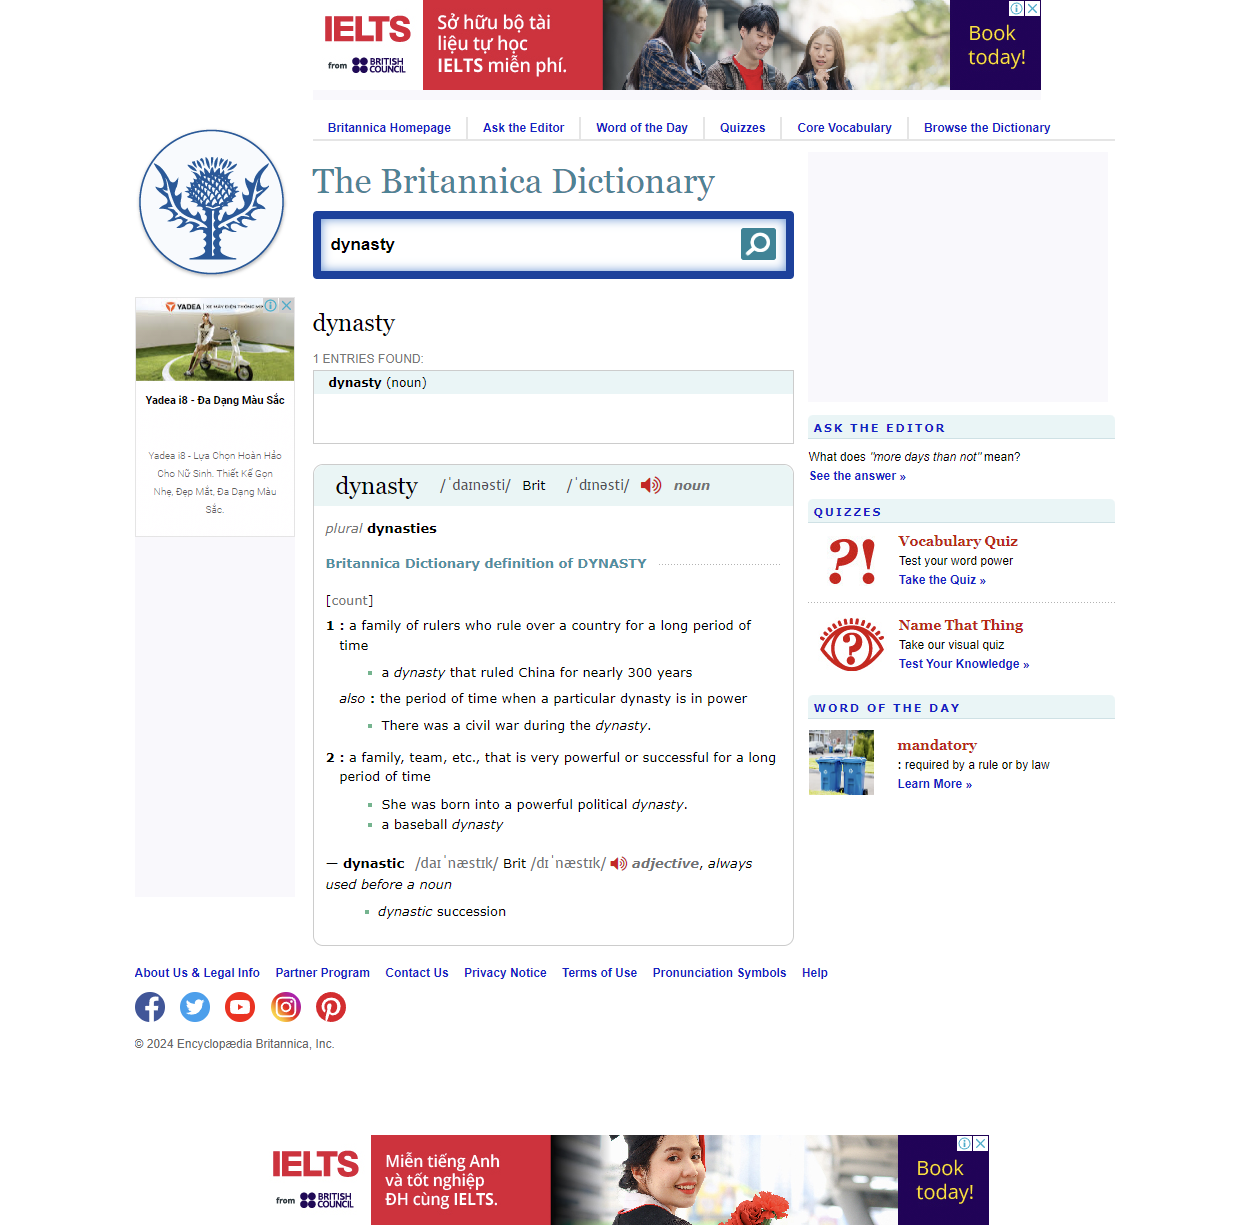 IELTS
from BRITISH COUNCIL
Sở hữu bộ tài
liệu tự học
IELTS miễn phí.
Book
today!
Britannica Homepage
Ask the Editor
Word of the Day
Quizzes
Core Vocabulary
Browse the Dictionary
The Britannica Dictionary
dynasty
YADEA | XE MÁY ĐIỆN THÔNG MINH
Yadea i8 - Đa Dạng Màu Sắc
Yadea i8 - Lựa Chọn Hoàn Hảo
Cho Nữ Sinh. Thiết Kế Gọn
Nhẹ, Đẹp Mắt, Đa Dạng Màu
Sắc.
dynasty
1 ENTRIES FOUND:
dynasty (noun)
dynasty /ˈdaɪnəsti/ Brit /ˈdɪnəsti/ noun
plural dynasties
Britannica Dictionary definition of DYNASTY
[count]
1 : a family of rulers who rule over a country for a long period of
time
a dynasty that ruled China for nearly 300 years
also : the period of time when a particular dynasty is in power
There was a civil war during the dynasty.
2 : a family, team, etc., that is very powerful or successful for a long
period of time
She was born into a powerful political dynasty.
a baseball dynasty
— dynastic /daɪˈnæstɪk/ Brit /dɪˈnæstɪk/ adjective, always
used before a noun
dynastic succession
ASK THE EDITOR
What does "more days than not" mean?
See the answer »
QUIZZES
?!
Vocabulary Quiz
Test your word power
Take the Quiz »
?
Name That Thing
Take our visual quiz
Test Your Knowledge »
WORD OF THE DAY
mandatory
: required by a rule or by law
Learn More »
About Us & Legal Info
Partner Program
Contact Us
Privacy Notice
Terms of Use
Pronunciation Symbols
Help
© 2024 Encyclopædia Britannica, Inc.
IELTS
from BRITISH COUNCIL
Miễn tiếng Anh
và tốt nghiệp
ĐH cùng IELTS.
Book
today!